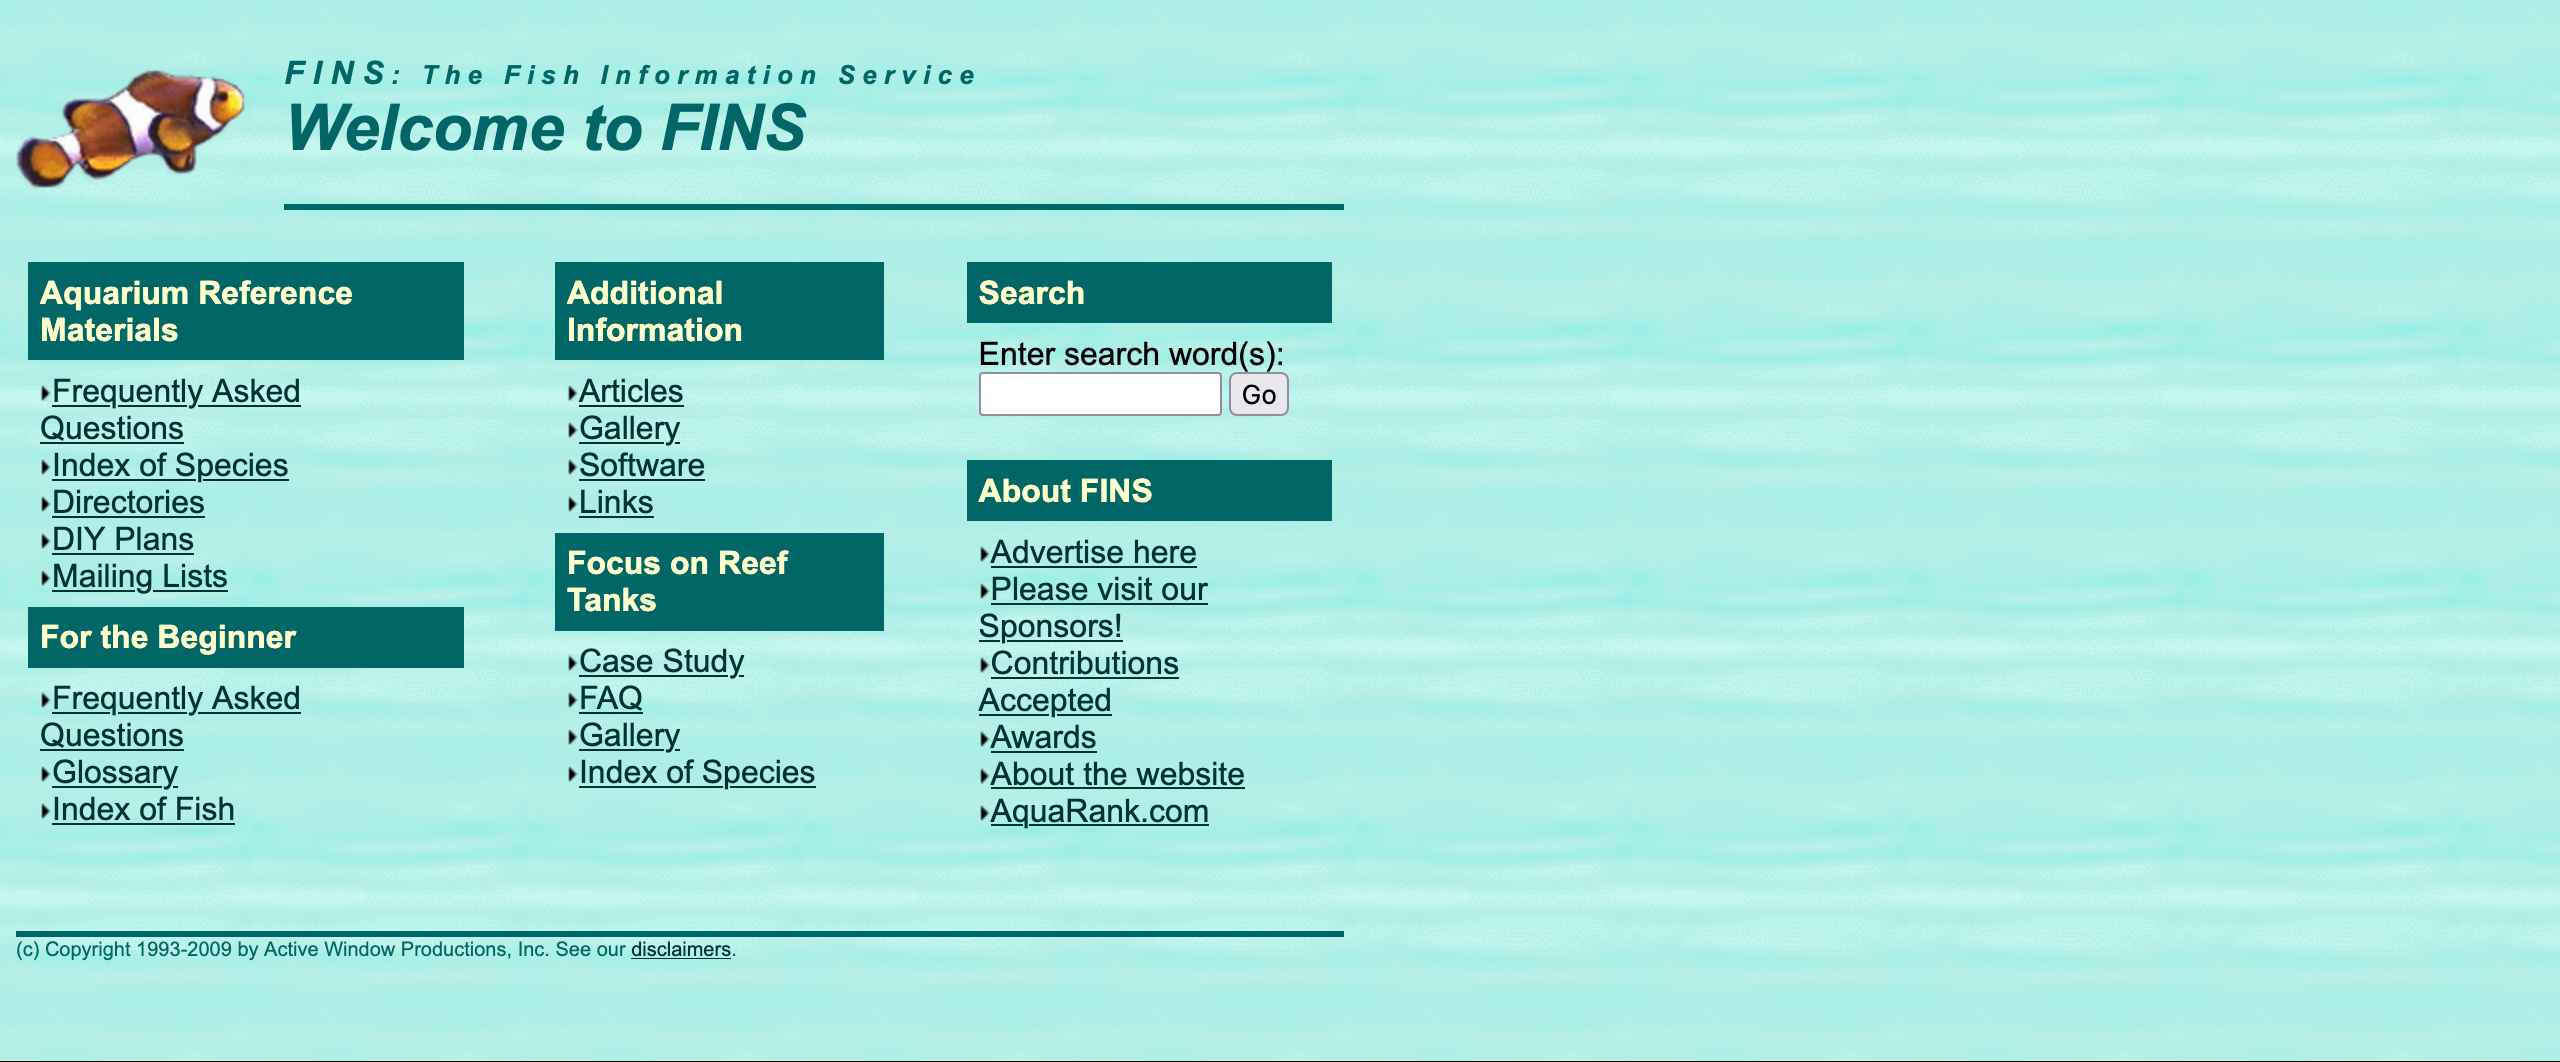 FINS: The Fish Information Service
Welcome to FINS
Aquarium Reference
Materials
Frequently Asked
Questions
Index of Species
Directories
DIY Plans
Mailing Lists
For the Beginner
Frequently Asked
Questions
Glossary
Index of Fish
Additional
Information
Articles
Gallery
Software
Links
Focus on Reef
Tanks
Case Study
FAQ
Gallery
Index of Species
Search
Enter search word(s):
Go
About FINS
Advertise here
Please visit our
Sponsors!
Contributions
Accepted
Awards
About the website
AquaRank.com
(c) Copyright 1993-2009 by Active Window Productions, Inc. See our disclaimers.